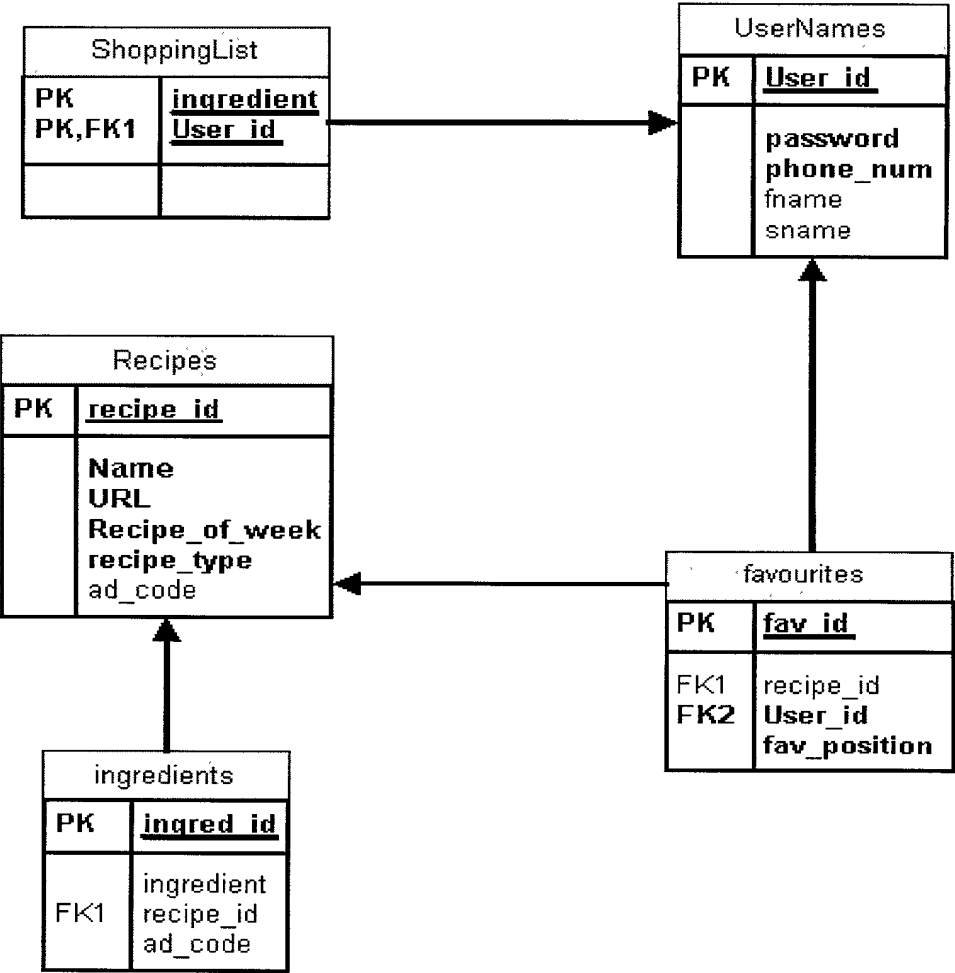 ShoppingList
PK ingredient
PK,FK1 User_id
UserNames
PK User_id
password
phone_num
fname
sname
Recipes
PK recipe_id
Name
URL
Recipe_of_week
recipe_type
ad_code
favourites
PK fav_id
FK1 recipe_id
FK2 User_id
fav_position
ingredients
PK ingred_id
ingredient
FK1 recipe_id
ad_code